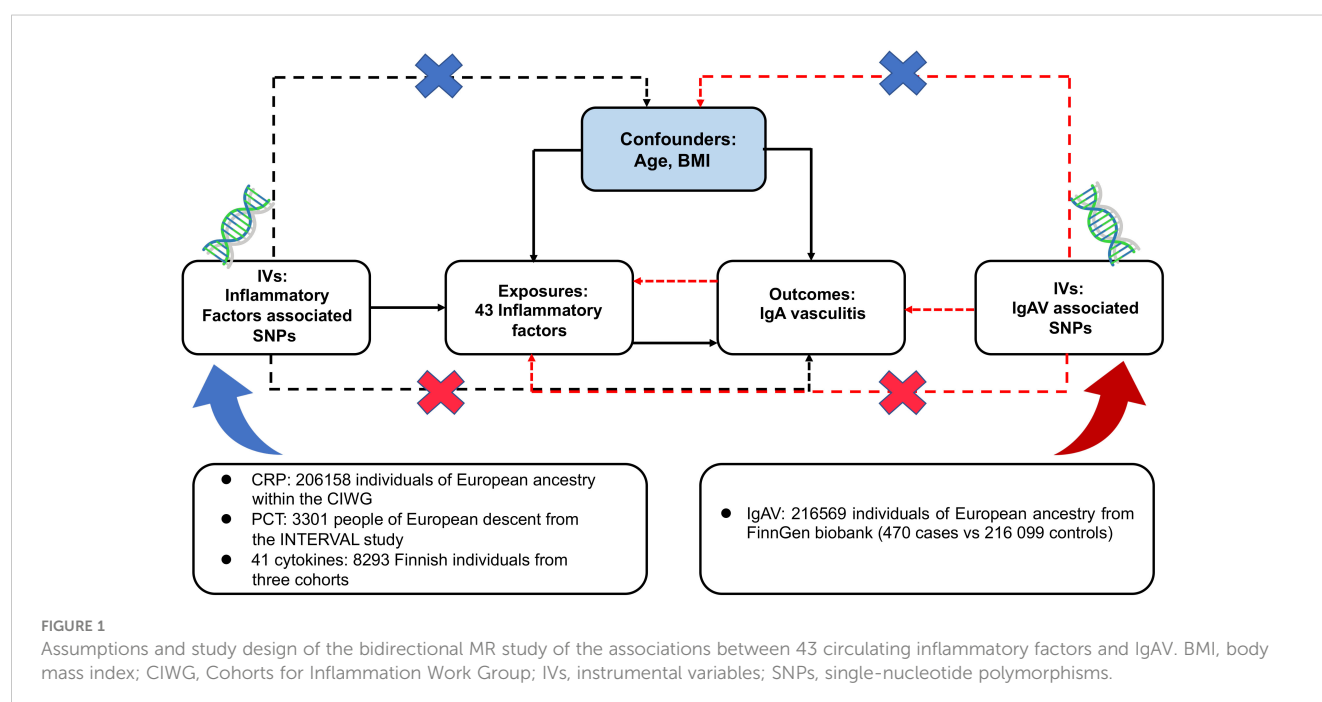 Confounders:
Age, BMI
IVs:
Inflammatory
Factors associated
SNPs
Exposures:
43 Inflammatory
factors
Outcomes:
IgA vasculitis
IVs:
IgAV associated
SNPs
● CRP: 206158 individuals of European ancestry
within the CIWG
● PCT: 3301 people of European descent from
the INTERVAL study
● 41 cytokines: 8293 Finnish individuals from
three cohorts
● IgAV: 216569 individuals of European ancestry from
FinnGen biobank (470 cases vs 216 099 controls)
FIGURE 1
Assumptions and study design of the bidirectional MR study of the associations between 43 circulating inflammatory factors and IgAV. BMI, body
mass index; CIWG, Cohorts for Inflammation Work Group; IVs, instrumental variables; SNPs, single-nucleotide polymorphisms.